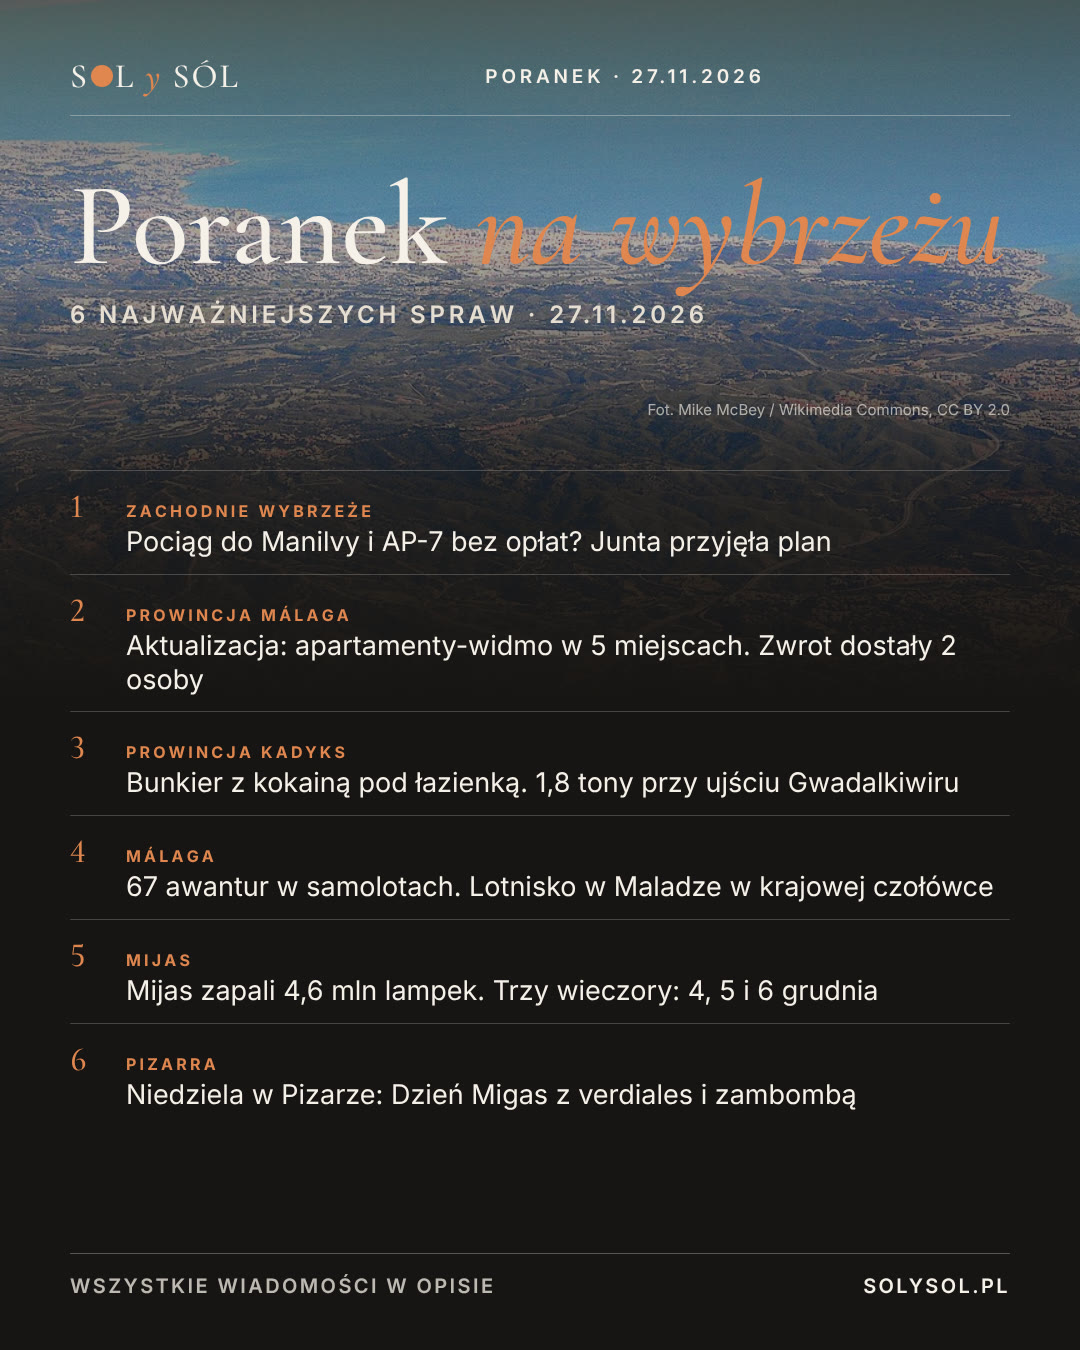 SOL y SÓL
PORANEK · 27.11.2026
Poranek na wybrzeżu
6 NAJWAŻNIEJSZYCH SPRAW · 27.11.2026
Fot. Mike McBey / Wikimedia Commons, CC BY 2.0
1 ZACHODNIE WYBRZEŻE
Pociąg do Manilvy i AP-7 bez opłat? Junta przyjęła plan
2 PROWINCJA MÁLAGA
Aktualizacja: apartamenty-widmo w 5 miejscach. Zwrot dostały 2
osoby
3 PROWINCJA KADYKS
Bunkier z kokainą pod łazienką. 1,8 tony przy ujściu Gwadalkiwiru
4 MÁLAGA
67 awantur w samolotach. Lotnisko w Maladze w krajowej czołówce
5 MIJAS
Mijas zapali 4,6 mln lampek. Trzy wieczory: 4, 5 i 6 grudnia
6 PIZARRA
Niedziela w Pizarze: Dzień Migas z verdiales i zambombą
WSZYSTKIE WIADOMOŚCI W OPISIE
SOLYSOL.PL